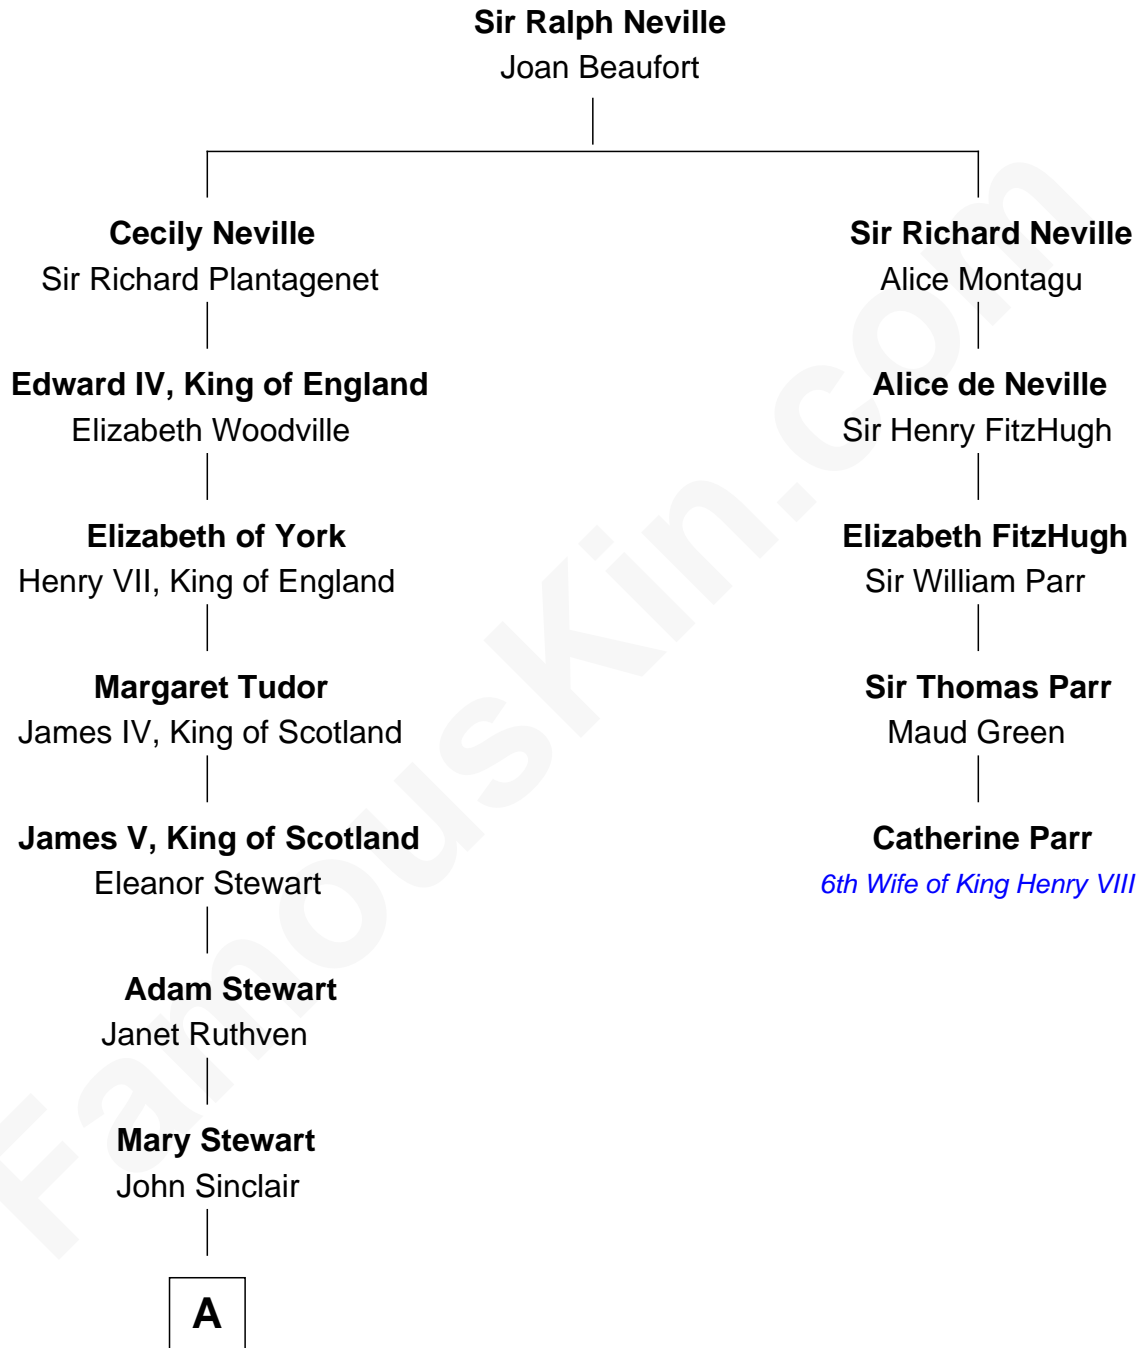 Sir Ralph Neville
Joan Beaufort
Cecily Neville
Sir Richard Plantagenet
Sir Richard Neville
Alice Montagu
Edward IV, King of England
Elizabeth Woodville
Alice de Neville
Sir Henry FitzHugh
Elizabeth of York
Henry VII, King of England
Elizabeth FitzHugh
Sir William Parr
Margaret Tudor
James IV, King of Scotland
Sir Thomas Parr
Maud Green
James V, King of Scotland
Eleanor Stewart
Catherine Parr
6th Wife of King Henry VIII
Adam Stewart
Janet Ruthven
Mary Stewart
John Sinclair
A
FamousKin.com